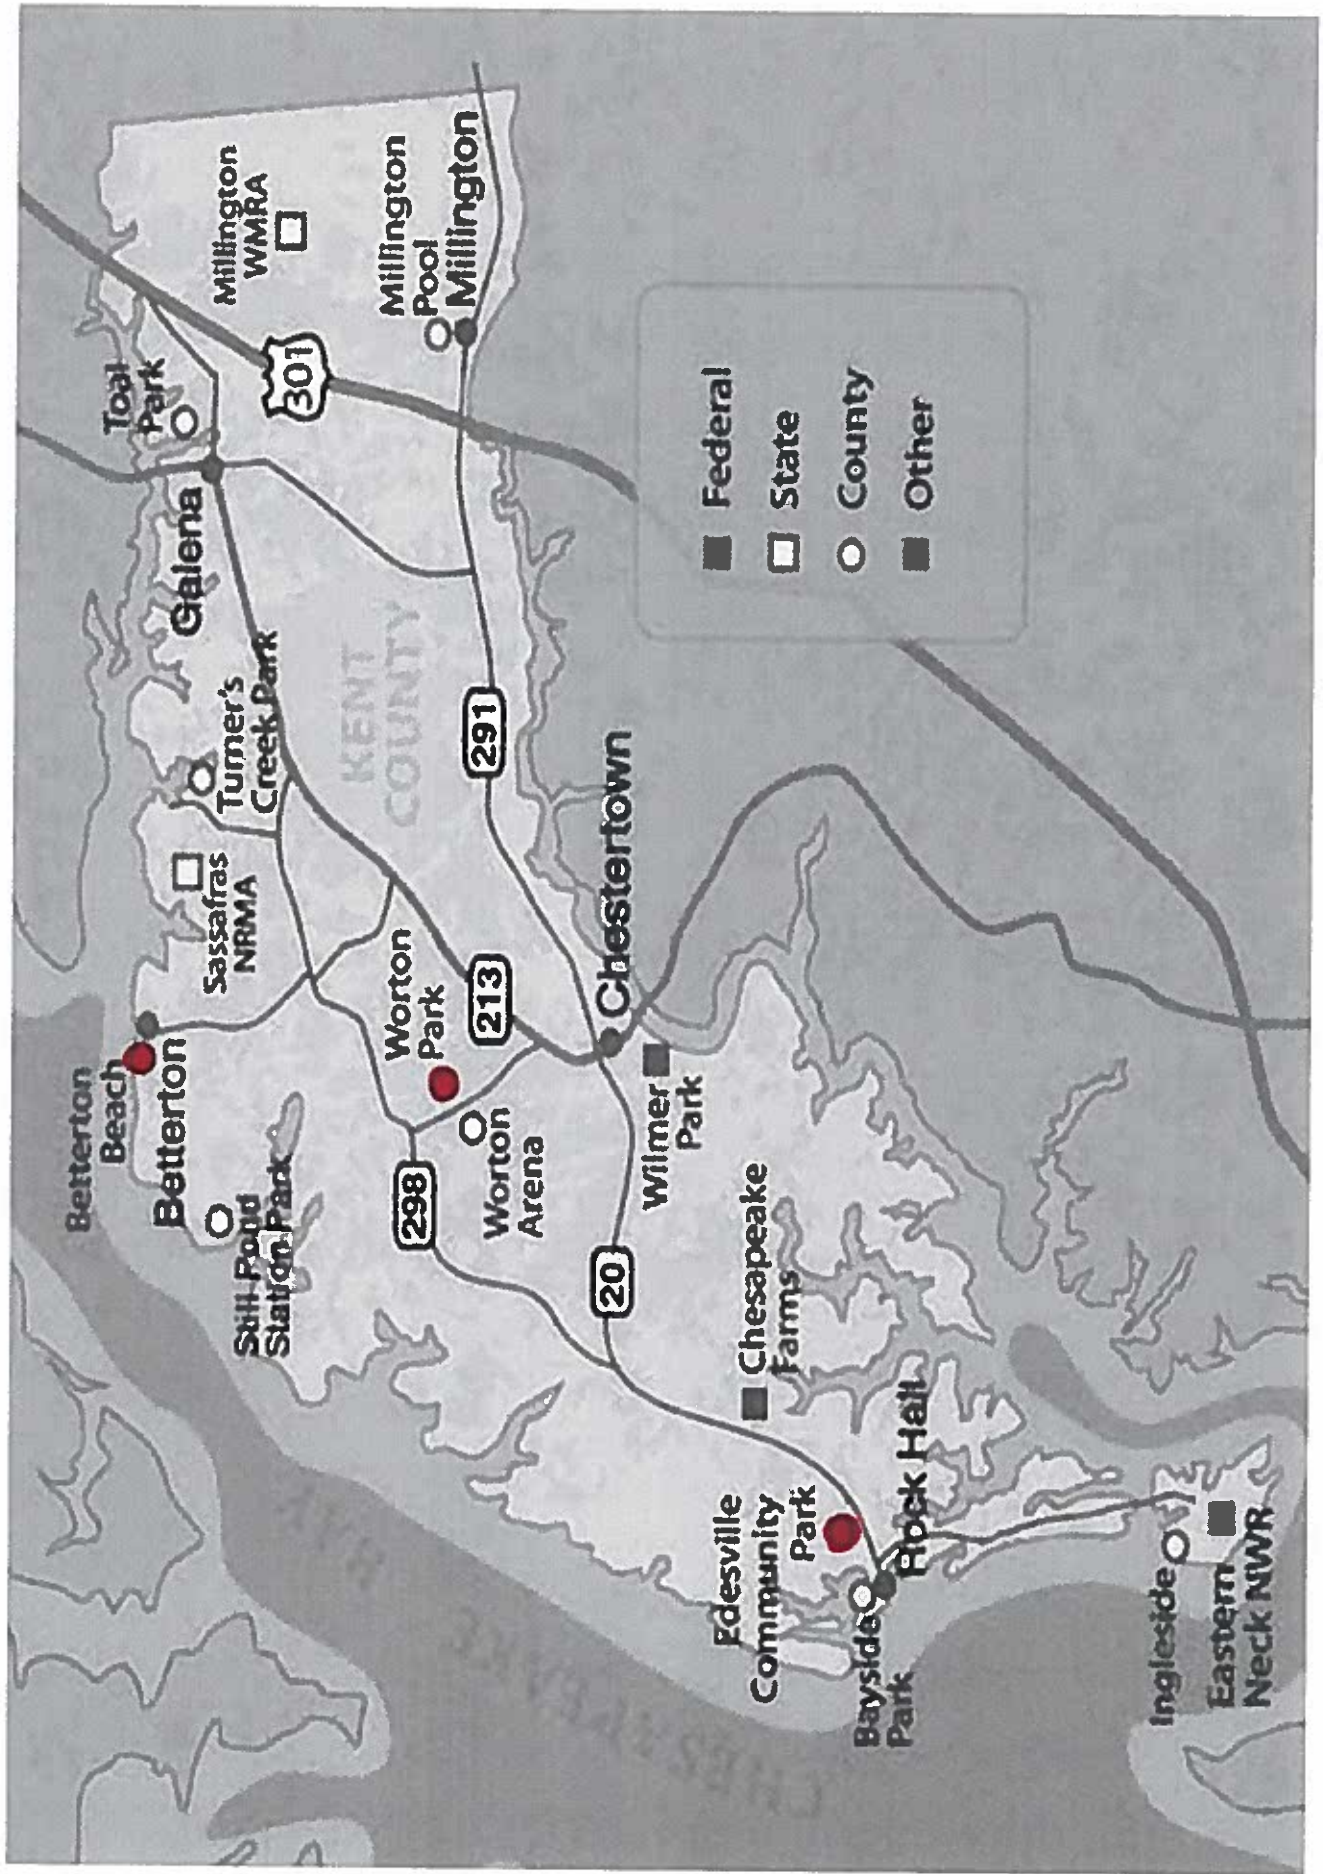 Betterton
Beach
Betterton
Still Pond
Station Park
Sassafras
NRMA
Turner's
Creek Park
Galena
Toal
Park
Millington
WMRA
301
Millington
Pool
Millington
KENT
COUNTY
291
Worton
Park
213
298
Worton
Arena
Chestertown
Wilmer
Park
20
Chesapeake
Farms
Edesville
Community
Park
Rock Hall
Bayside
Park
Ingleside
Eastern
Neck NWR
CHESAPEAKE
BAY
Federal
State
County
Other